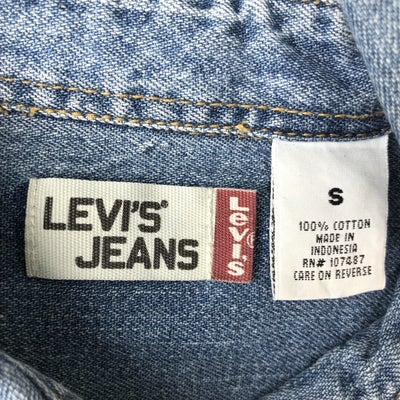 LEVI'S®
JEANS
Levi's®
S
100% COTTON
MADE IN
INDONESIA
RN# 107487
CARE ON REVERSE